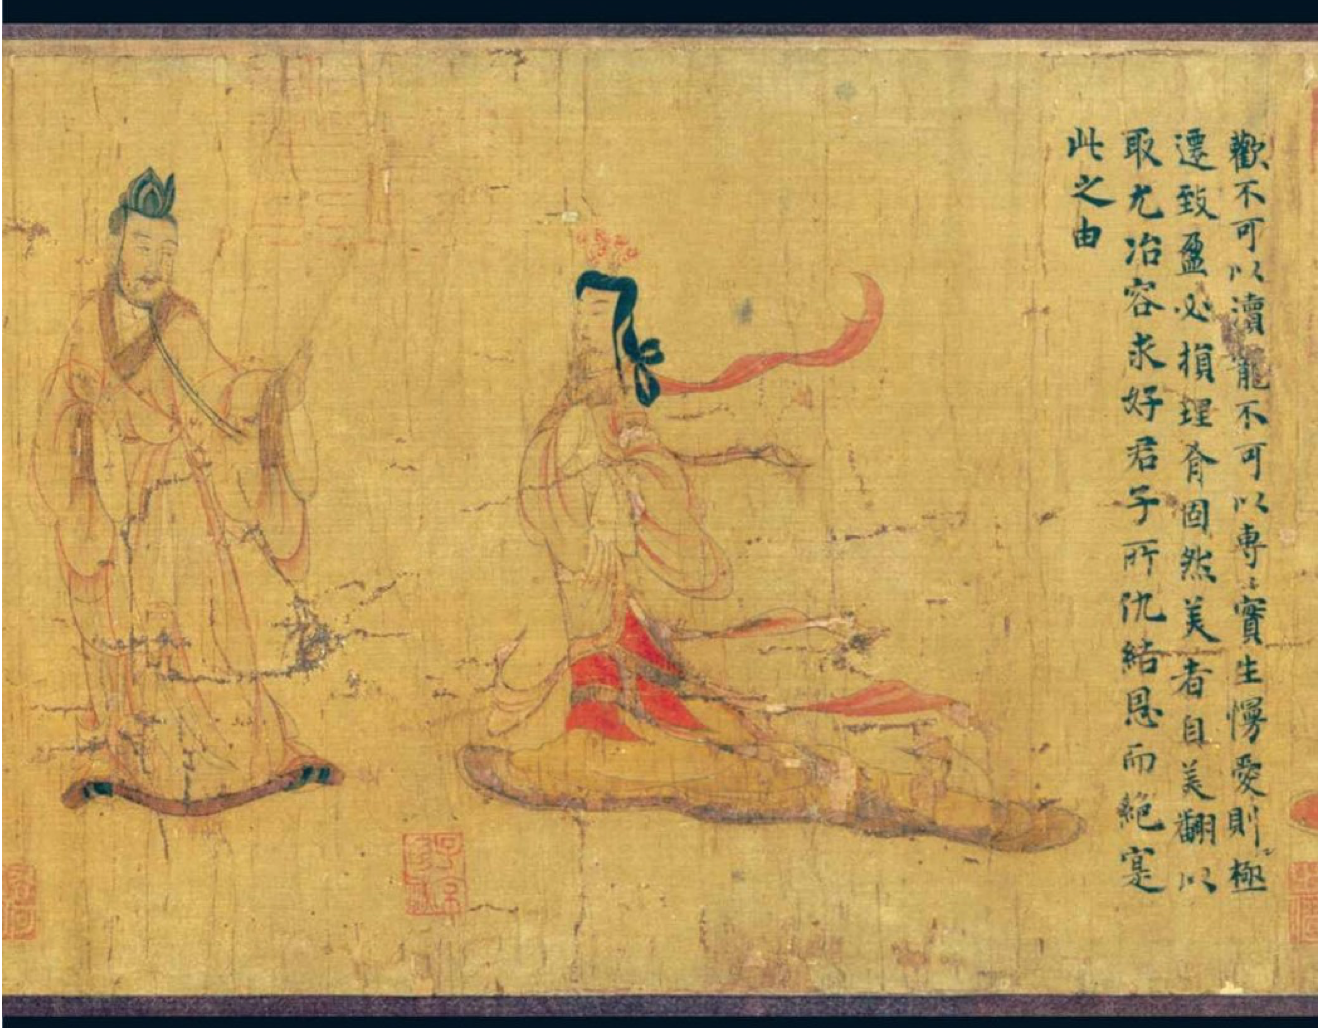 歡不可以瀆寵不可以專〻實生慢愛則極
遷致盈必損理有固然美者自美翩以
取尤冶容求好君子所仇結恩而絕寔
此之由